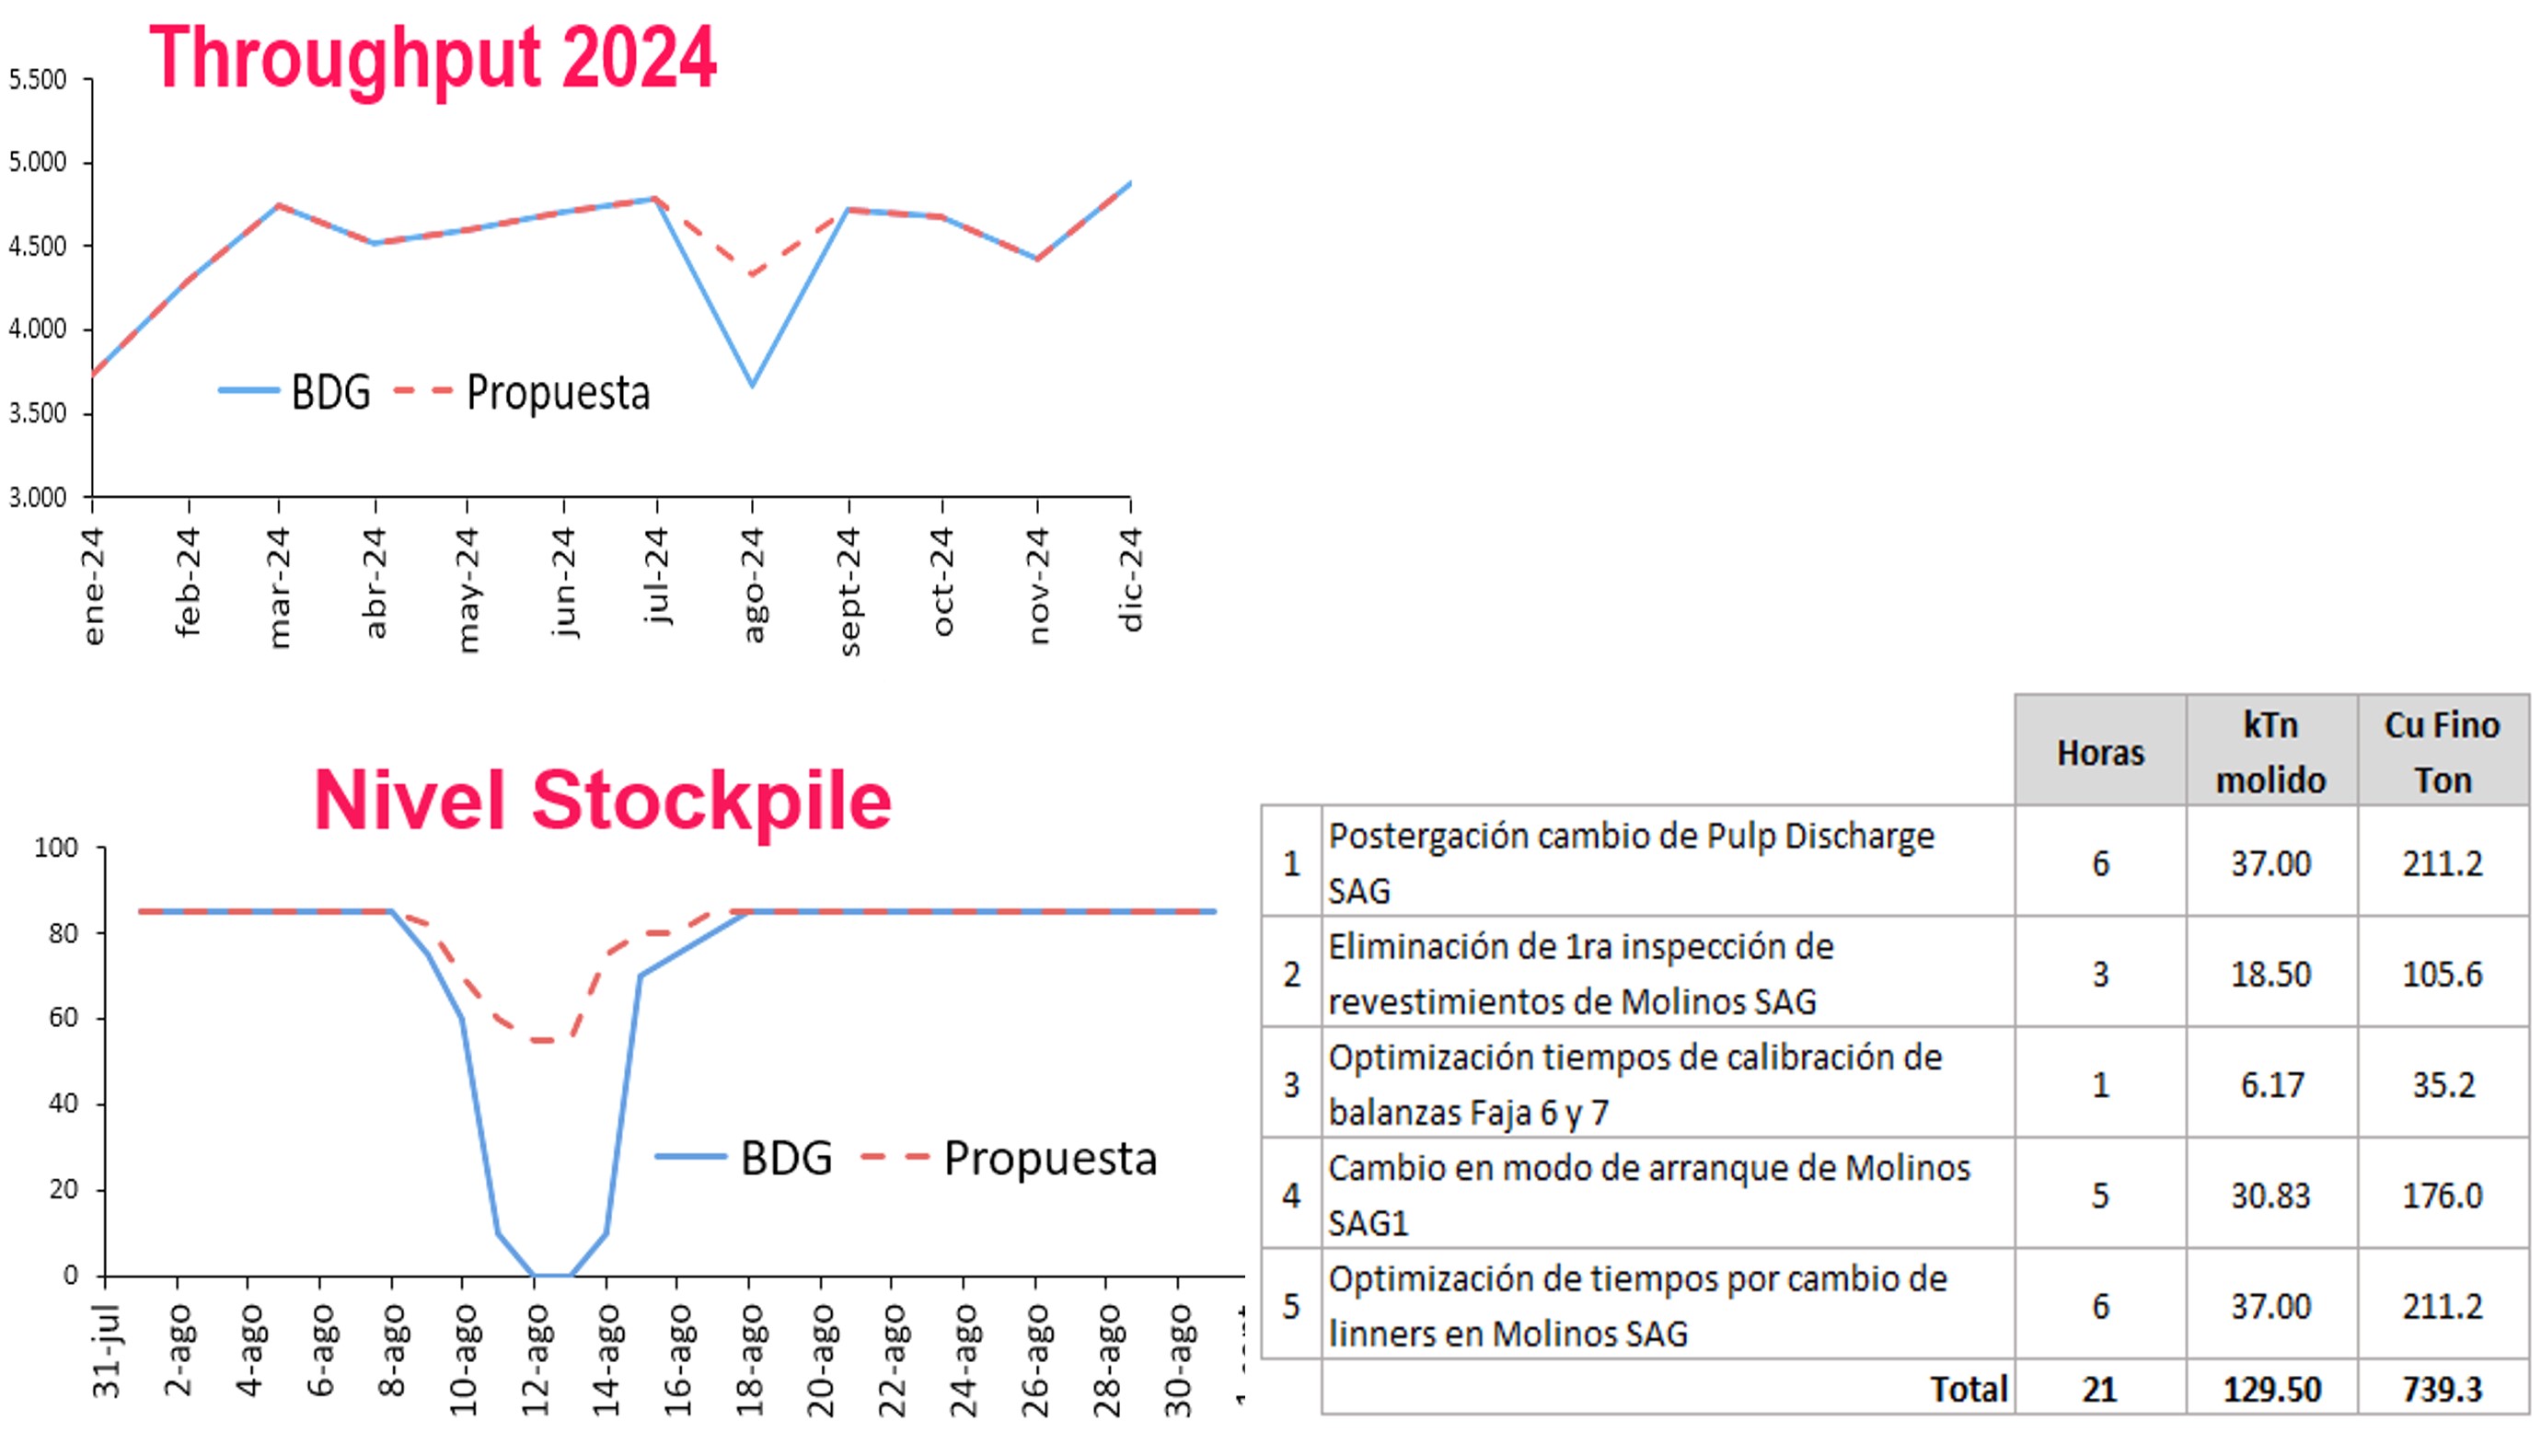 Throughput 2024
5.500
5.000
4.500
4.000
3.500
3.000
BDG Propuesta
ene-24 feb-24 mar-24 abr-24 may-24 jun-24 jul-24 ago-24 sept-24 oct-24 nov-24 dic-24
Nivel Stockpile
100
80
60
40
20
0
BDG Propuesta
31-jul 2-ago 4-ago 6-ago 8-ago 10-ago 12-ago 14-ago 16-ago 18-ago 20-ago 22-ago 24-ago 26-ago 28-ago 30-ago
Horas kTn molido Cu Fino Ton
1 Postergación cambio de Pulp Discharge
SAG 6 37.00 211.2
2 Eliminación de 1ra inspección de
revestimientos de Molinos SAG 3 18.50 105.6
3 Optimización tiempos de calibración de
balanzas Faja 6 y 7 1 6.17 35.2
4 Cambio en modo de arranque de Molinos
SAG1 5 30.83 176.0
5 Optimización de tiempos por cambio de
linners en Molinos SAG 6 37.00 211.2
Total 21 129.50 739.3